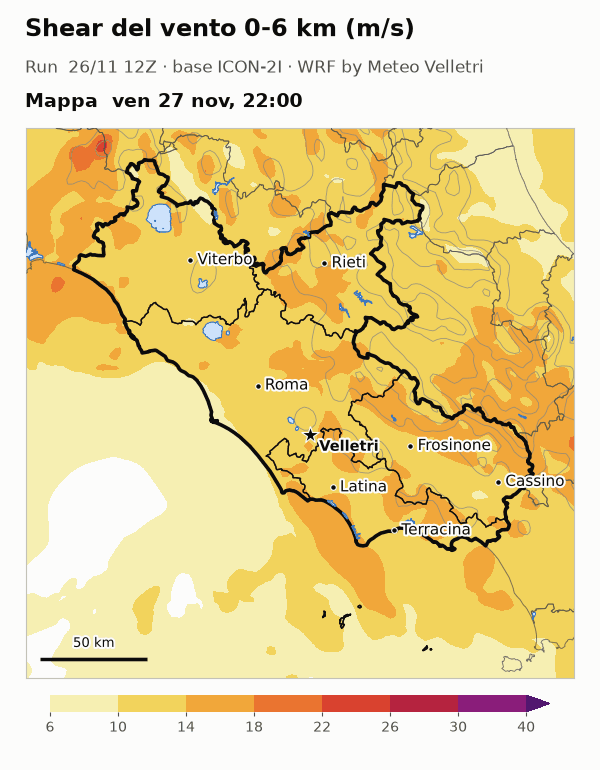 Shear del vento 0-6 km (m/s)
Run  26/11 12Z · base ICON-2I · WRF by Meteo Velletri
Mappa  ven 27 nov, 22:00
Viterbo
Rieti
Roma
Velletri
Frosinone
Cassino
Latina
Terracina
50 km
6 10 14 18 22 26 30 40